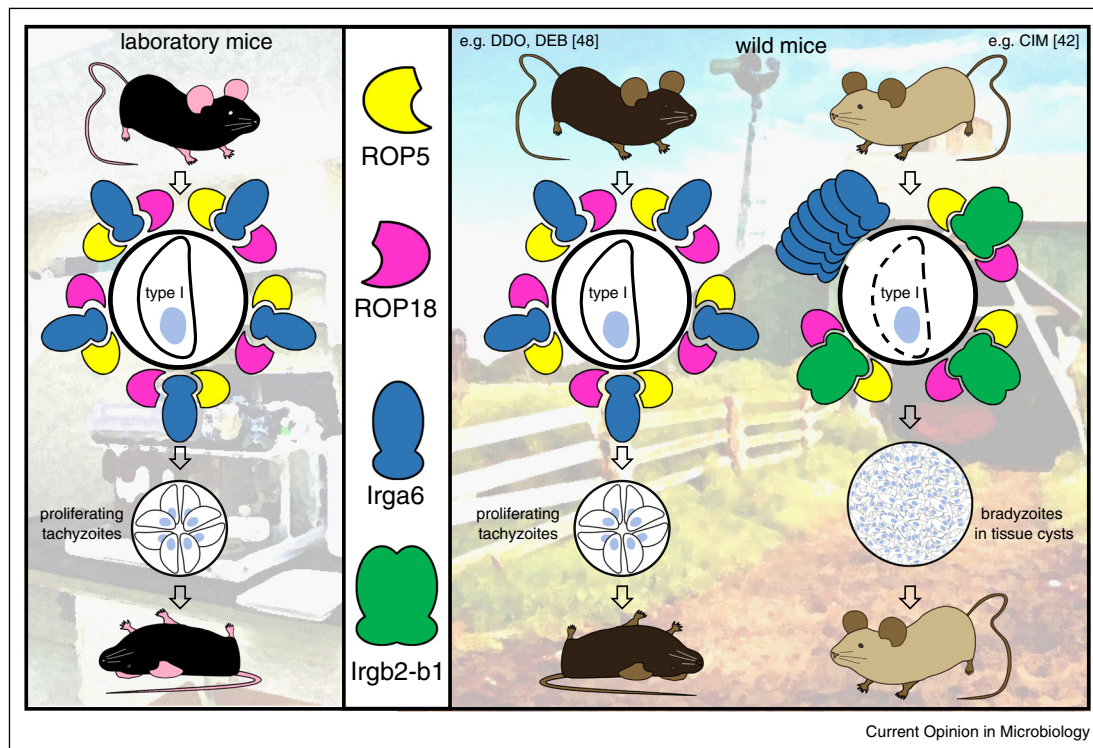 laboratory mice
type I
proliferating
tachyzoites
ROP5
ROP18
Irga6
Irgb2-b1
e.g. DDO, DEB [48]
wild mice
e.g. CIM [42]
type I
type I
proliferating
tachyzoites
bradyzoites
in tissue cysts
Current Opinion in Microbiology